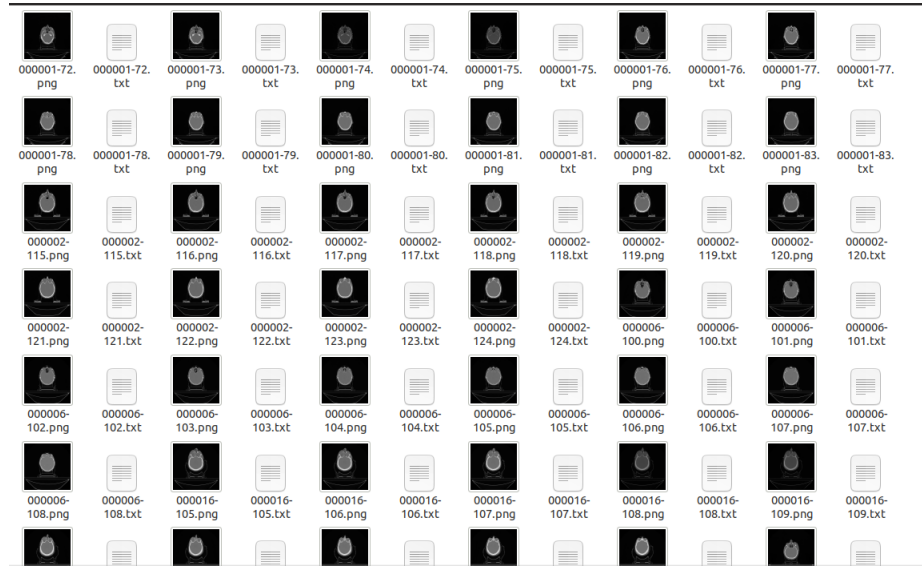 000001-72. 000001-72. 000001-73. 000001-73. 000001-74. 000001-74. 000001-75. 000001-75. 000001-76. 000001-76. 000001-77. 000001-77.
png txt png txt png txt png txt png txt png txt
000001-78. 000001-78. 000001-79. 000001-79. 000001-80. 000001-80. 000001-81. 000001-81. 000001-82. 000001-82. 000001-83. 000001-83.
png txt png txt png txt png txt png txt png txt
000002- 000002- 000002- 000002- 000002- 000002- 000002- 000002- 000002- 000002- 000002- 000002-
115.png 115.txt 116.png 116.txt 117.png 117.txt 118.png 118.txt 119.png 119.txt 120.png 120.txt
000002- 000002- 000002- 000002- 000002- 000002- 000002- 000002- 000006- 000006- 000006- 000006-
121.png 121.txt 122.png 122.txt 123.png 123.txt 124.png 124.txt 100.png 100.txt 101.png 101.txt
000006- 000006- 000006- 000006- 000006- 000006- 000006- 000006- 000006- 000006- 000006- 000006-
102.png 102.txt 103.png 103.txt 104.png 104.txt 105.png 105.txt 106.png 106.txt 107.png 107.txt
000006- 000006- 000016- 000016- 000016- 000016- 000016- 000016- 000016- 000016- 000016- 000016-
108.png 108.txt 105.png 105.txt 106.png 106.txt 107.png 107.txt 108.png 108.txt 109.png 109.txt